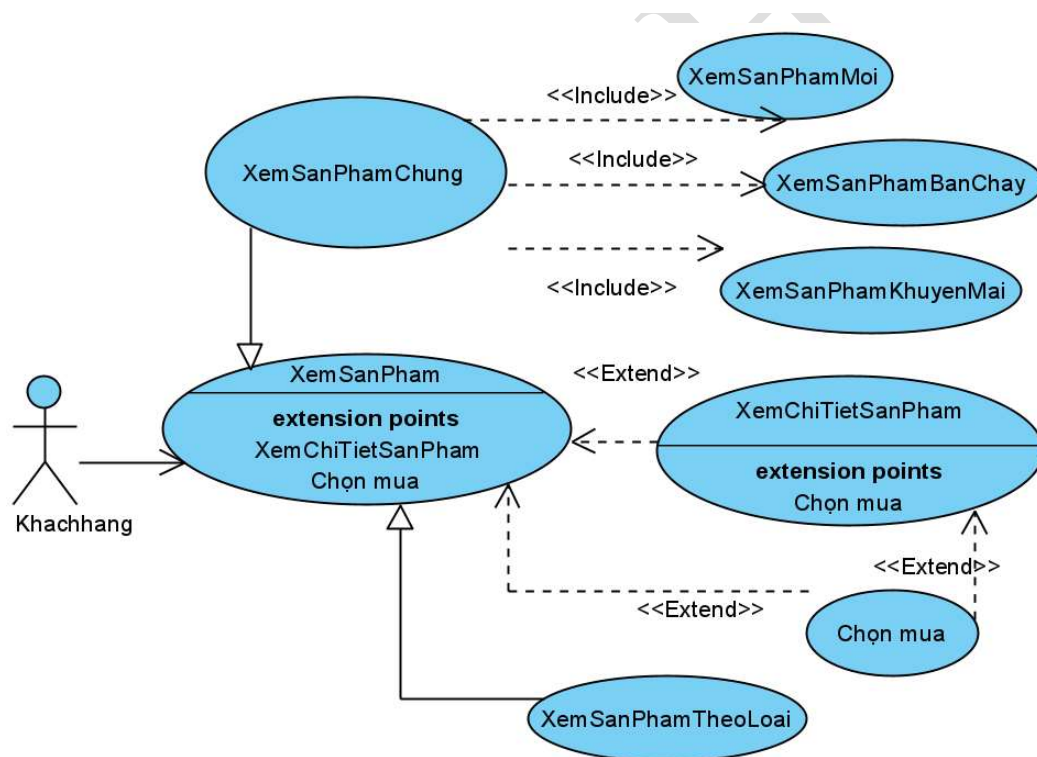 XemSanPhamMoi
<<Include>>
XemSanPhamChung
<<Include>>
XemSanPhamBanChay
<<Include>>
XemSanPhamKhuyenMai
XemSanPham
extension points
XemChiTietSanPham
Chọn mua
<<Extend>>
XemChiTietSanPham
extension points
Chọn mua
Khachhang
<<Extend>>
<<Extend>>
Chọn mua
XemSanPhamTheoLoai